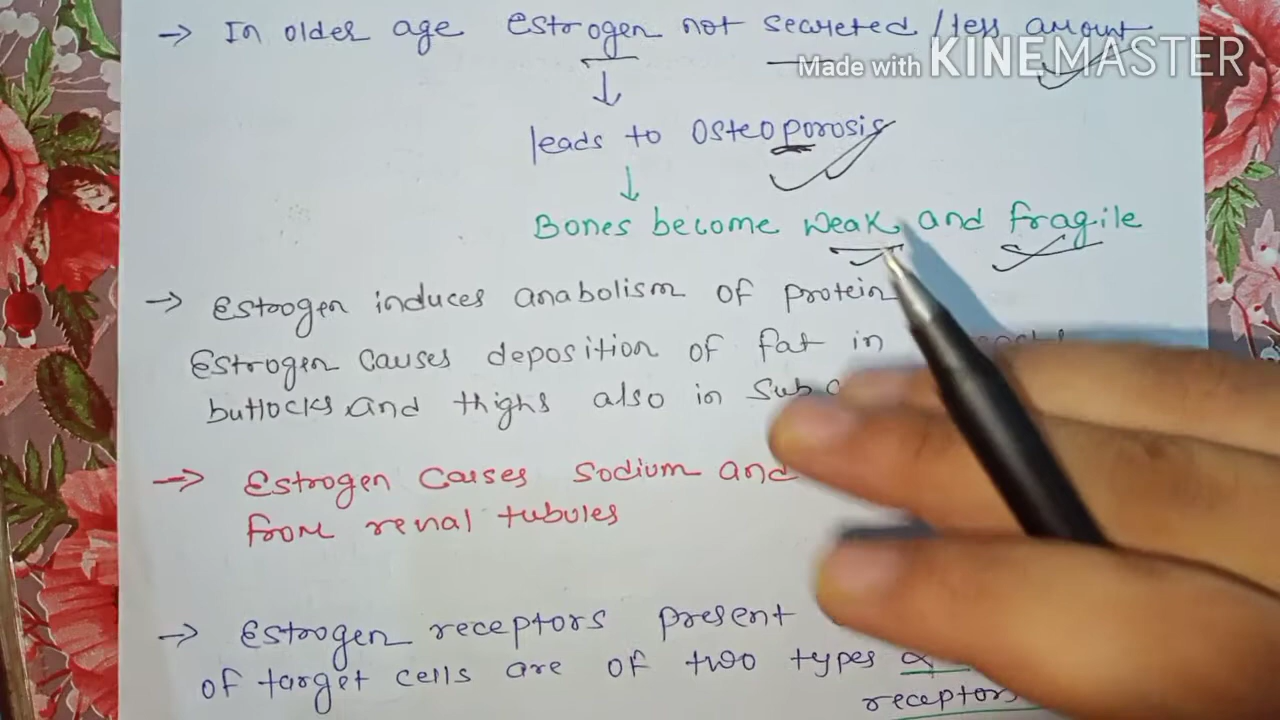 → In older age estrogen not secreted /less amount
Made with KINEMASTER
↓
leads to Osteoporosis
↓
Bones become weak and fragile
→ Estrogen induces anabolism of protein
Estrogen causes deposition of fat in
buttocks and thighs also in Sub
→ Estrogen causes Sodium and
from renal tubules
→ Estrogen receptors present
of target cells are of two types α
receptors